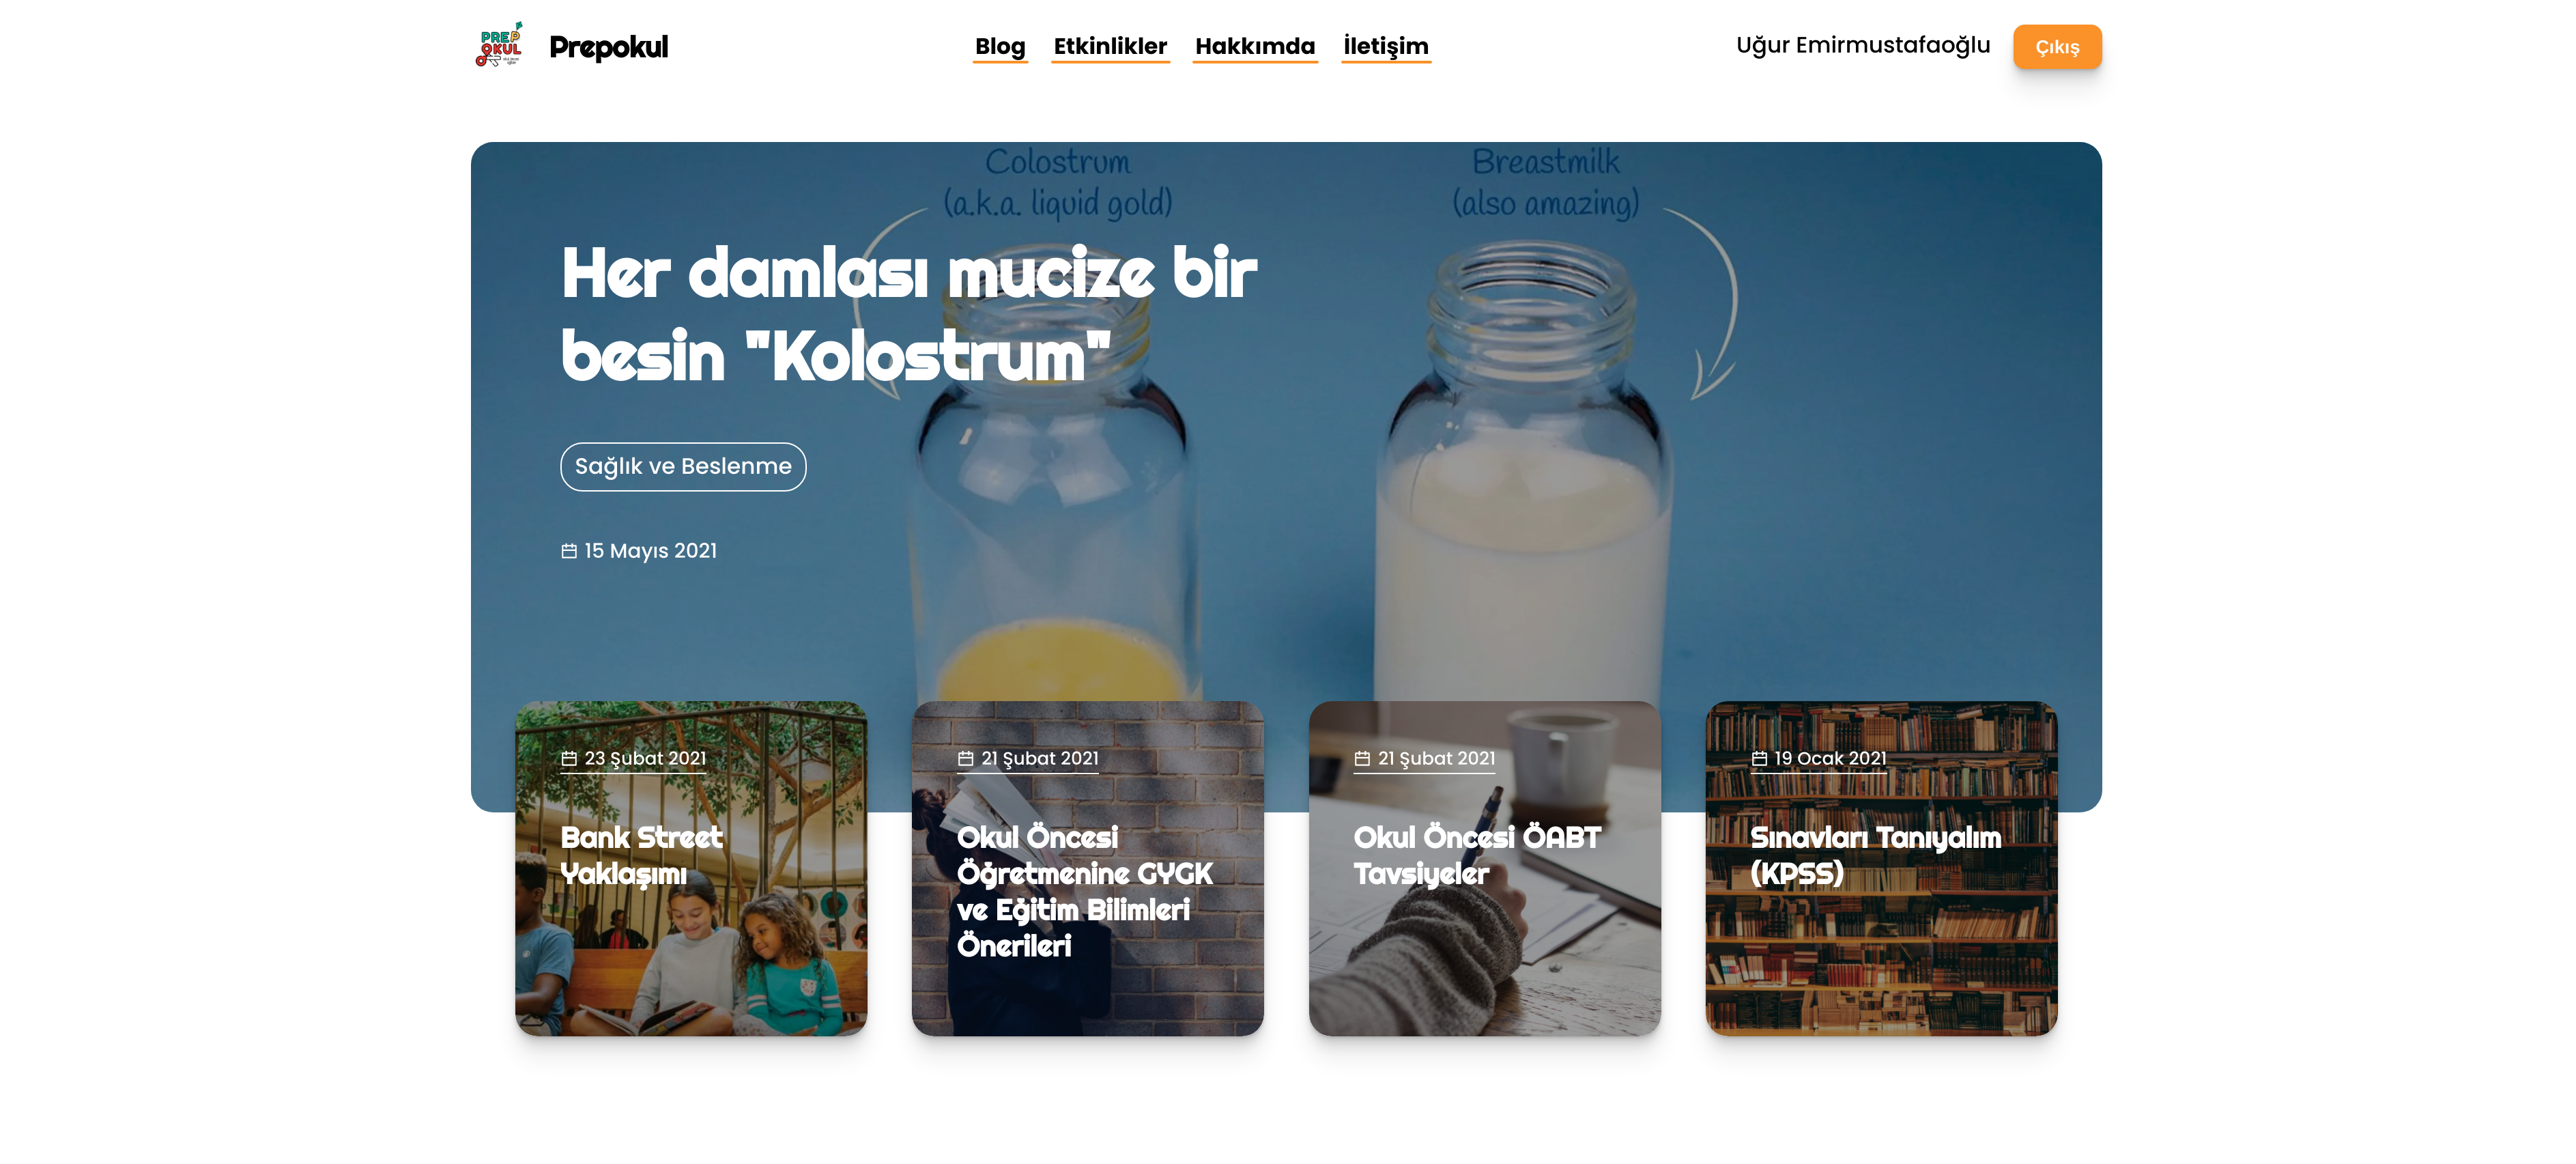 PREP
OKUL
Prepokul
Blog
Etkinlikler
Hakkımda
İletişim
Uğur Emirmustafaoğlu
Çıkış
Colostrum
(a.k.a. liquid gold)
Breastmilk
(also amazing)
Her damlası mucize bir
besin "Kolostrum"
Sağlık ve Beslenme
15 Mayıs 2021
23 Şubat 2021
Bank Street
Yaklaşımı
21 Şubat 2021
Okul Öncesi
Öğretmenine GYGK
ve Eğitim Bilimleri
Önerileri
21 Şubat 2021
Okul Öncesi ÖABT
Tavsiyeler
19 Ocak 2021
Sınavları Tanıyalım
(KPSS)